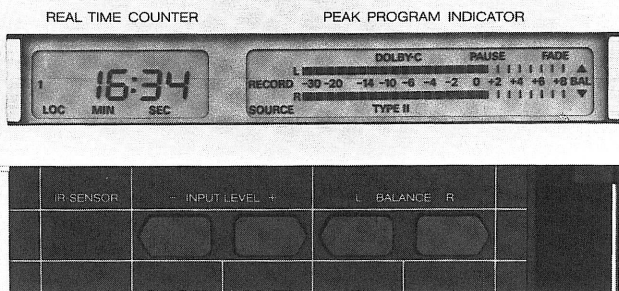 REAL TIME COUNTER PEAK PROGRAM INDICATOR
DOLBY-C PAUSE FADE
L
1 16:34 RECORD -30 -20 -14 -10 -6 -4 -2 0 +2 +4 +6 +8 BAL
R
LOC MIN SEC SOURCE TYPE II
IR SENSOR - INPUT LEVEL + L BALANCE R